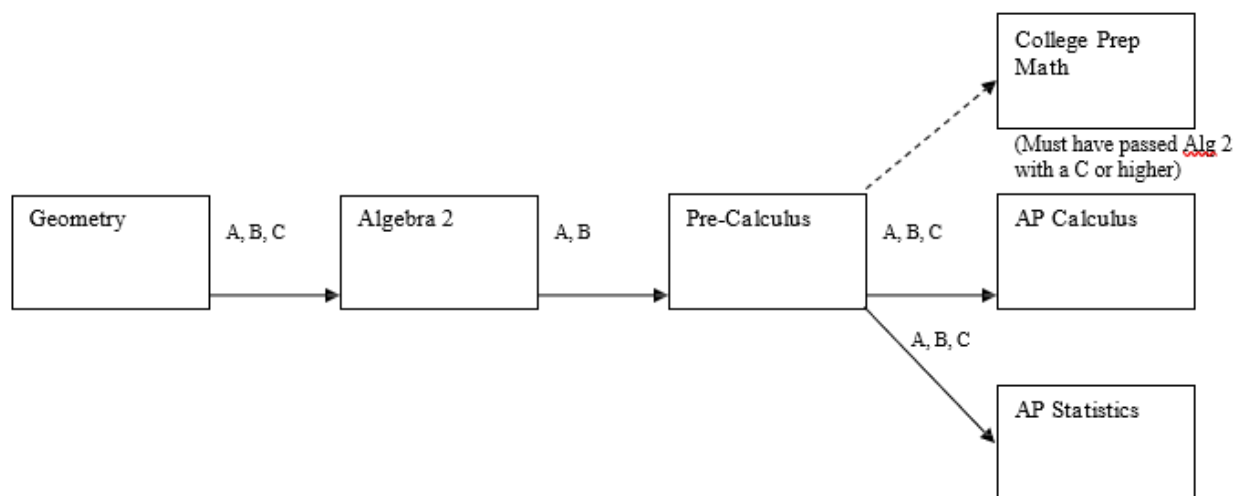 College Prep
Math
(Must have passed Alg 2
with a C or higher)
Geometry
A, B, C
Algebra 2
A, B
Pre-Calculus
A, B, C
AP Calculus
A, B, C
AP Statistics